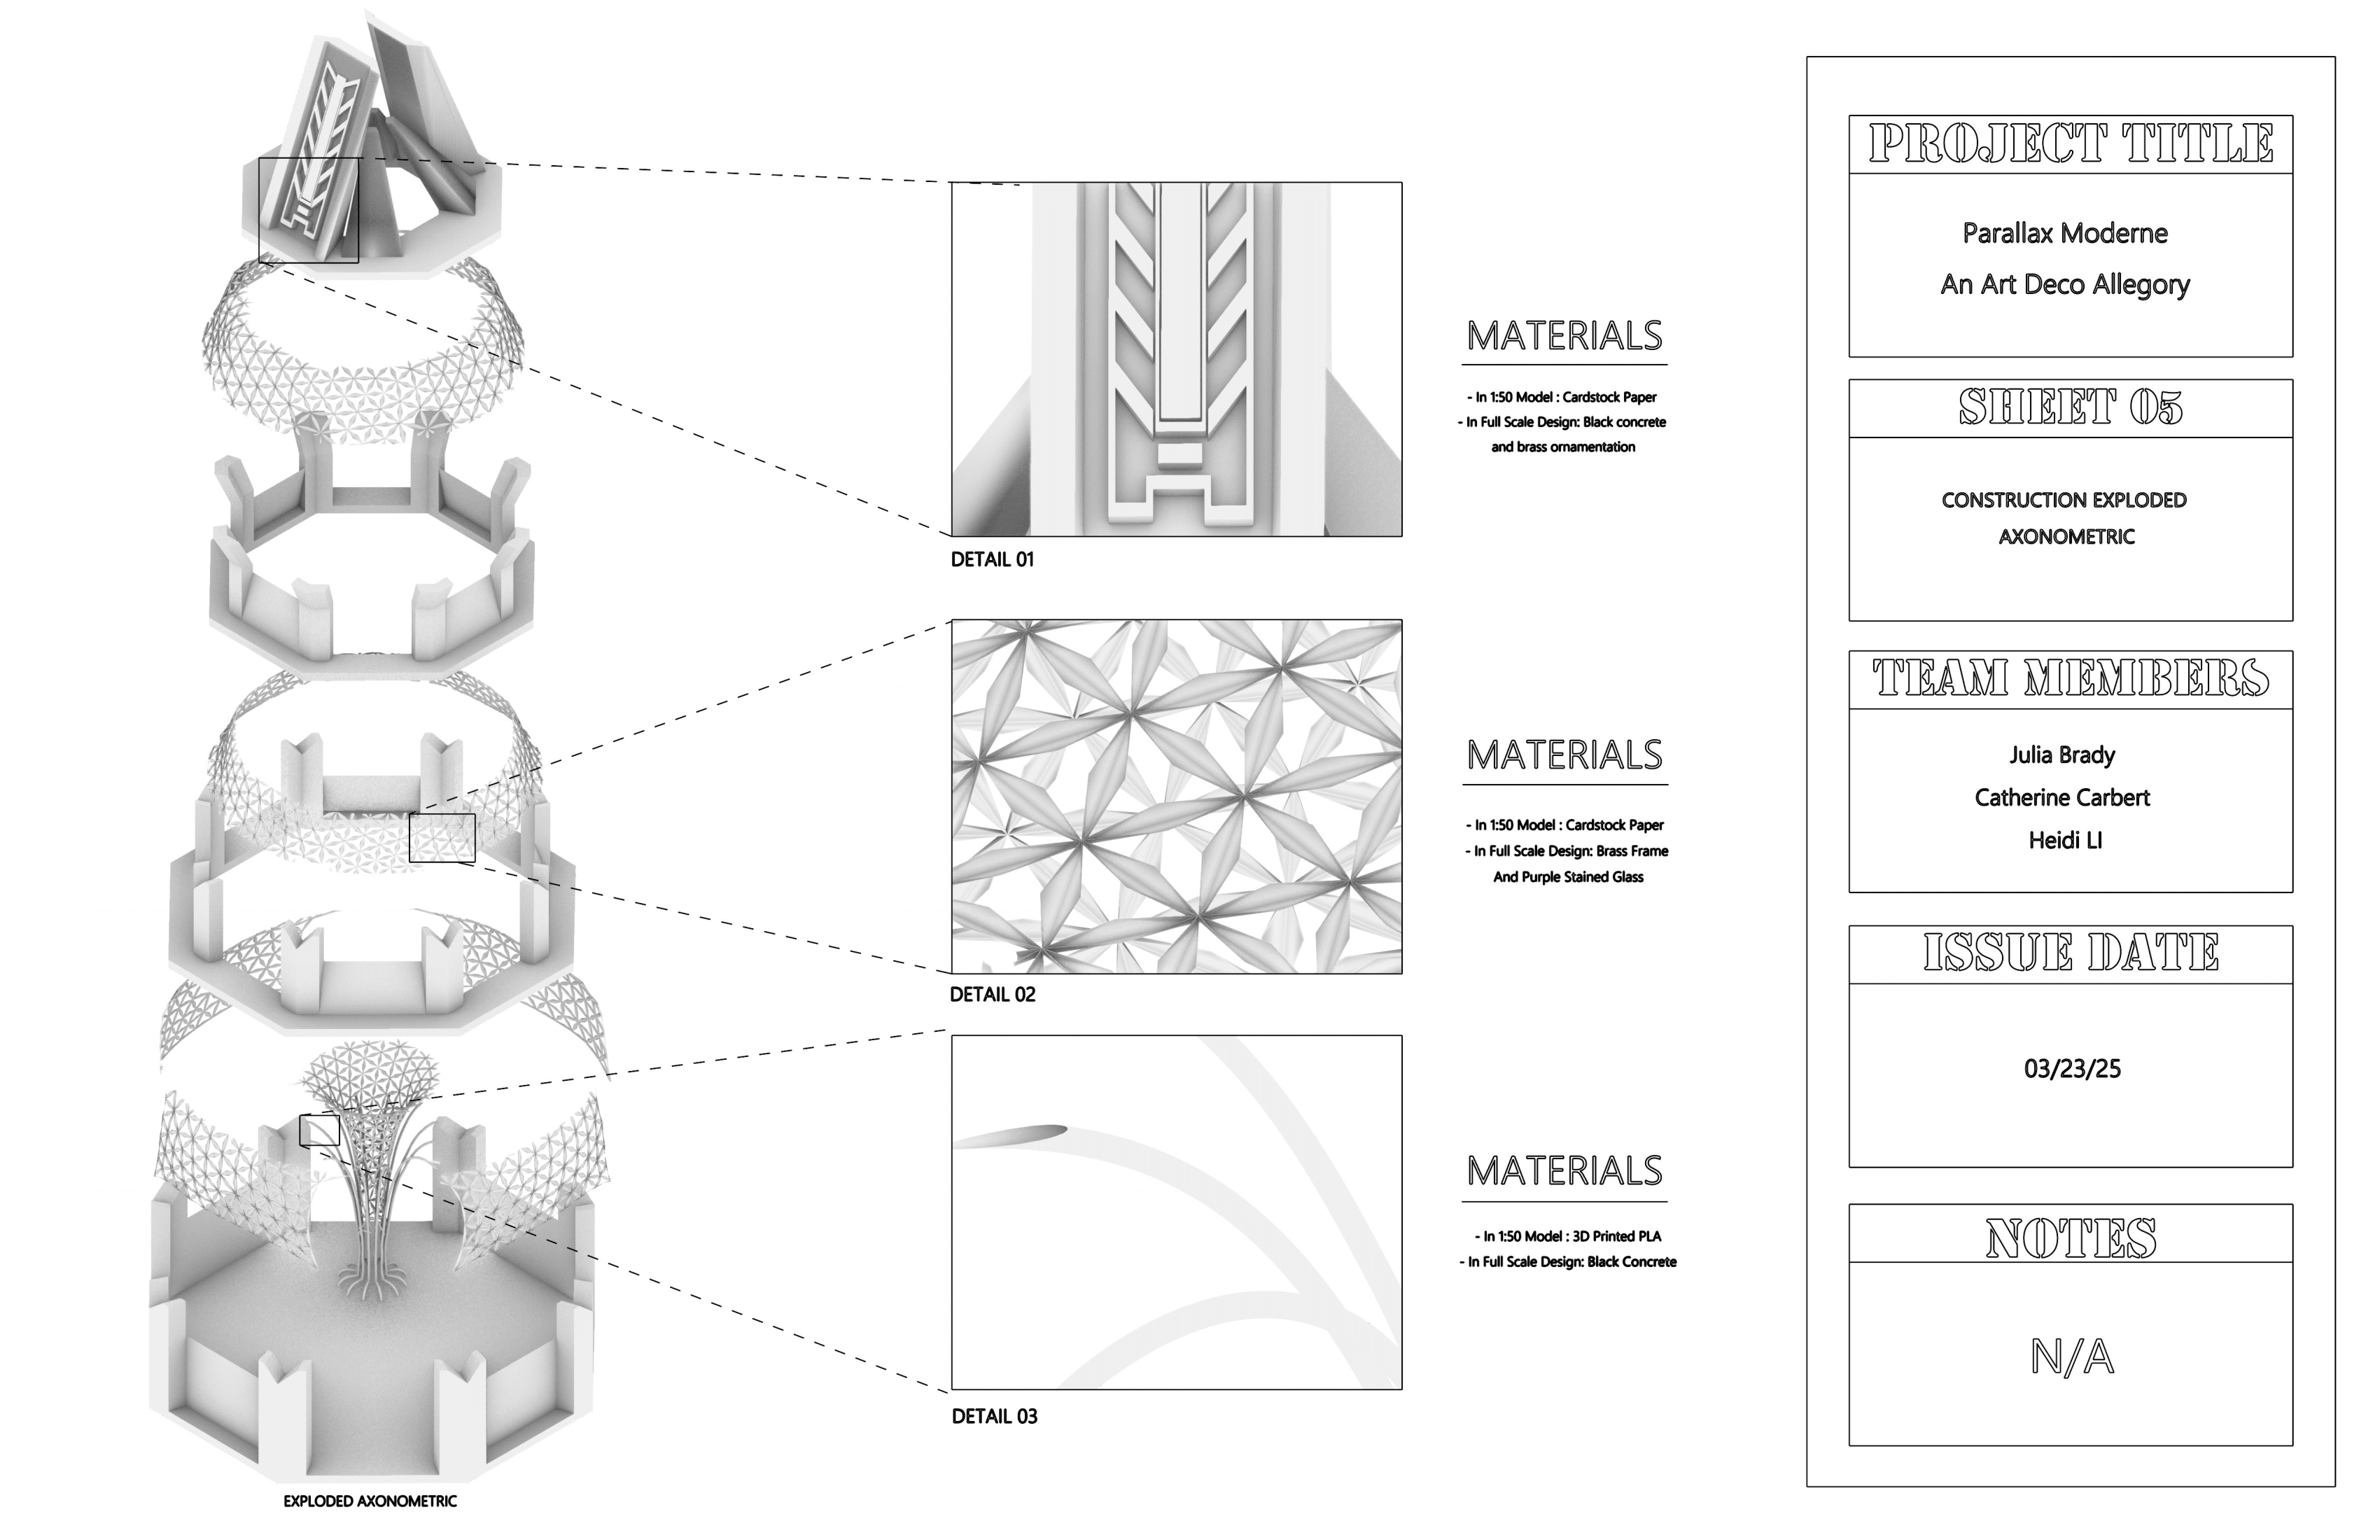 EXPLODED AXONOMETRIC
DETAIL 01
MATERIALS
- In 1:50 Model : Cardstock Paper
- In Full Scale Design: Black concrete
and brass ornamentation
DETAIL 02
MATERIALS
- In 1:50 Model : Cardstock Paper
- In Full Scale Design: Brass Frame
And Purple Stained Glass
DETAIL 03
MATERIALS
- In 1:50 Model : 3D Printed PLA
- In Full Scale Design: Black Concrete
PROJECT TITLE
Parallax Moderne
An Art Deco Allegory
SHEET 05
CONSTRUCTION EXPLODED
AXONOMETRIC
TEAM MEMBERS
Julia Brady
Catherine Carbert
Heidi LI
ISSUE DATE
03/23/25
NOTES
N/A